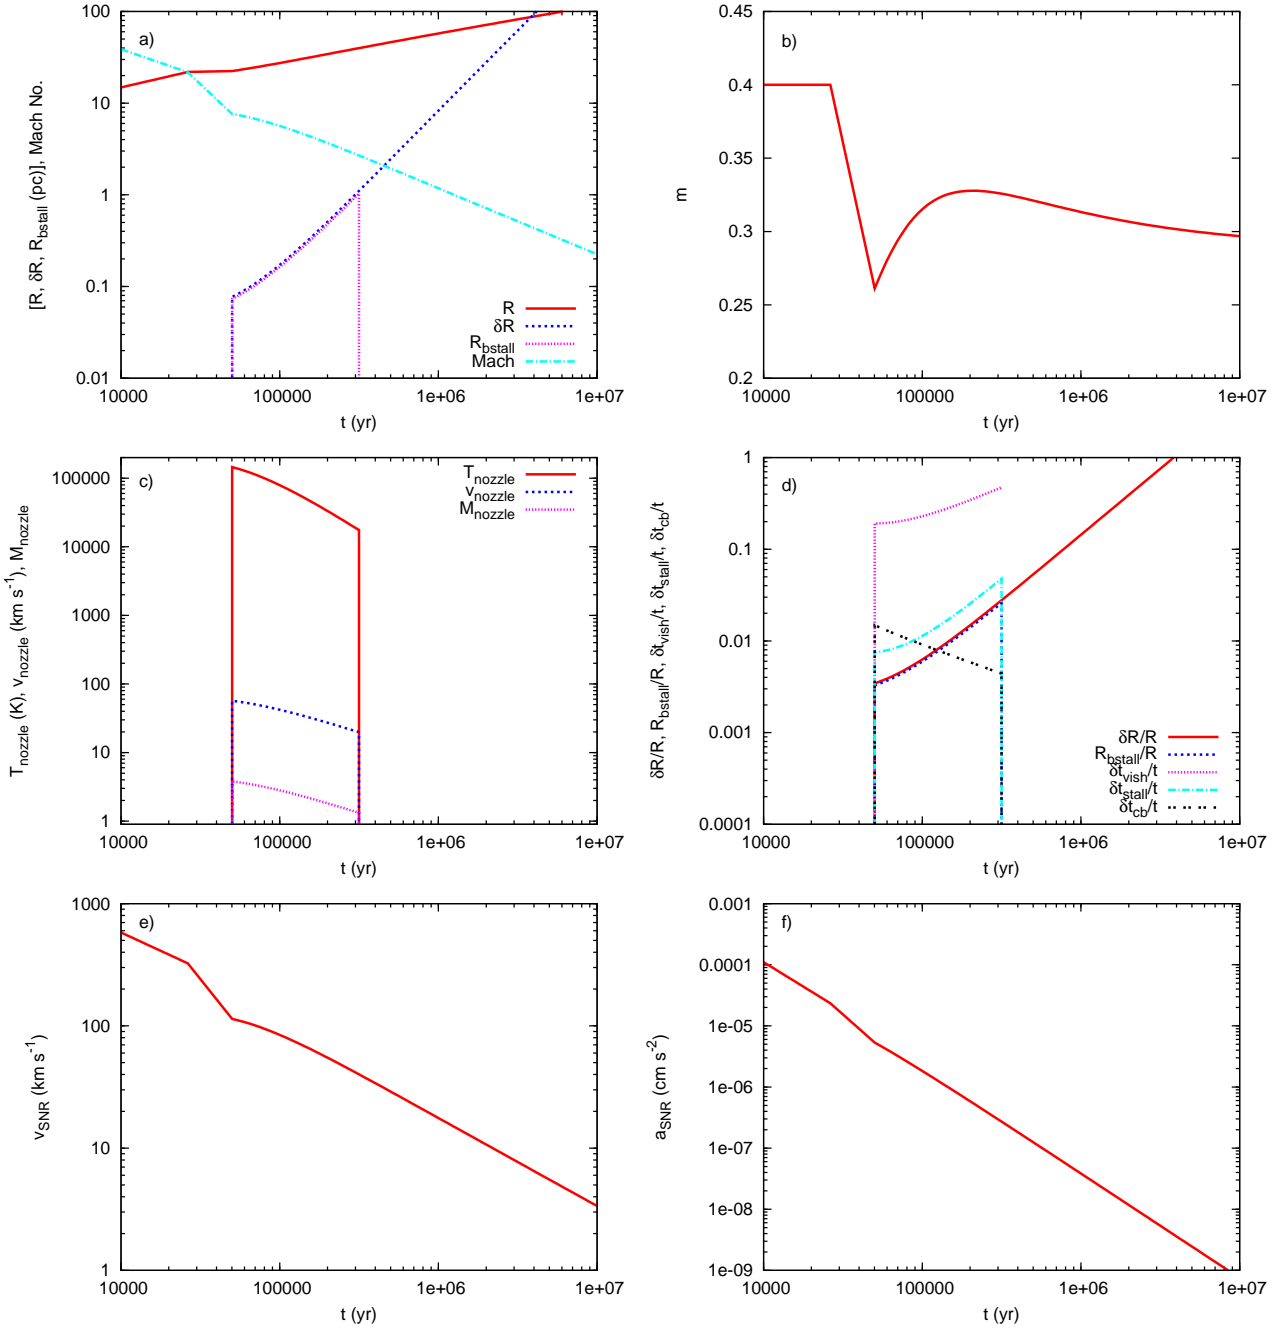 a)
[R, δR, R_bstall (pc)], Mach No.
100
10
1
0.1
0.01
R
δR
R_bstall
Mach
10000 100000 1e+06 1e+07
t (yr)
b)
m
0.45
0.4
0.35
0.3
0.25
0.2
10000 100000 1e+06 1e+07
t (yr)
c)
T_nozzle (K), v_nozzle (km s^-1), M_nozzle
100000
10000
1000
100
10
1
T_nozzle
v_nozzle
M_nozzle
10000 100000 1e+06 1e+07
t (yr)
d)
δR/R, R_bstall/R, δt_vish/t, δt_stall/t, δt_cb/t
1
0.1
0.01
0.001
0.0001
δR/R
R_bstall/R
δt_vish/t
δt_stall/t
δt_cb/t
10000 100000 1e+06 1e+07
t (yr)
e)
v_SNR (km s^-1)
1000
100
10
1
10000 100000 1e+06 1e+07
t (yr)
f)
a_SNR (cm s^-2)
0.001
0.0001
1e-05
1e-06
1e-07
1e-08
1e-09
10000 100000 1e+06 1e+07
t (yr)